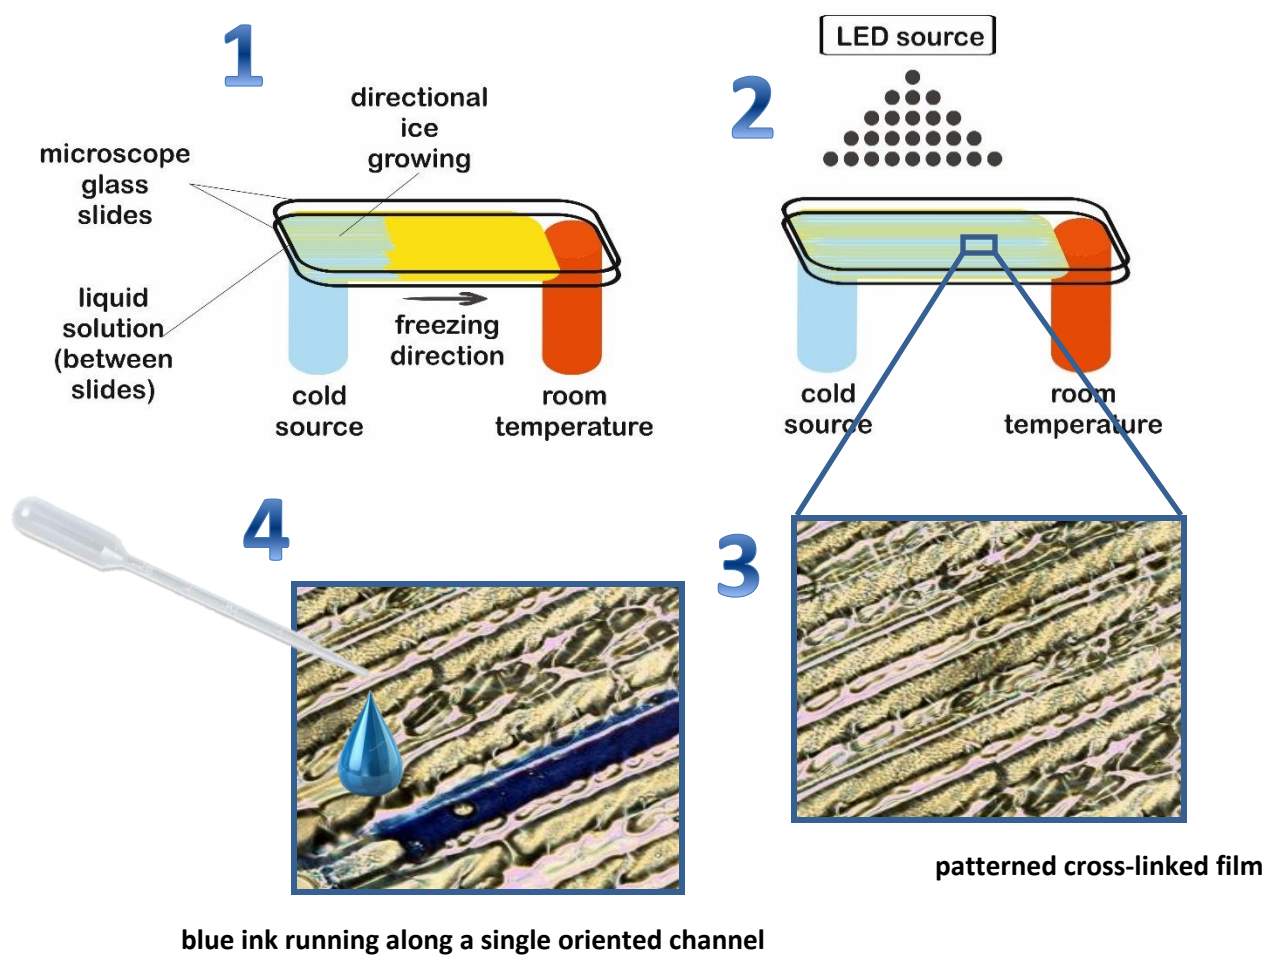 1
directional
ice
growing
microscope
glass
slides
liquid
solution
(between
slides)
freezing
direction
cold
source
room
temperature
2
LED source
cold
source
room
temperature
3
patterned cross-linked film
4
blue ink running along a single oriented channel